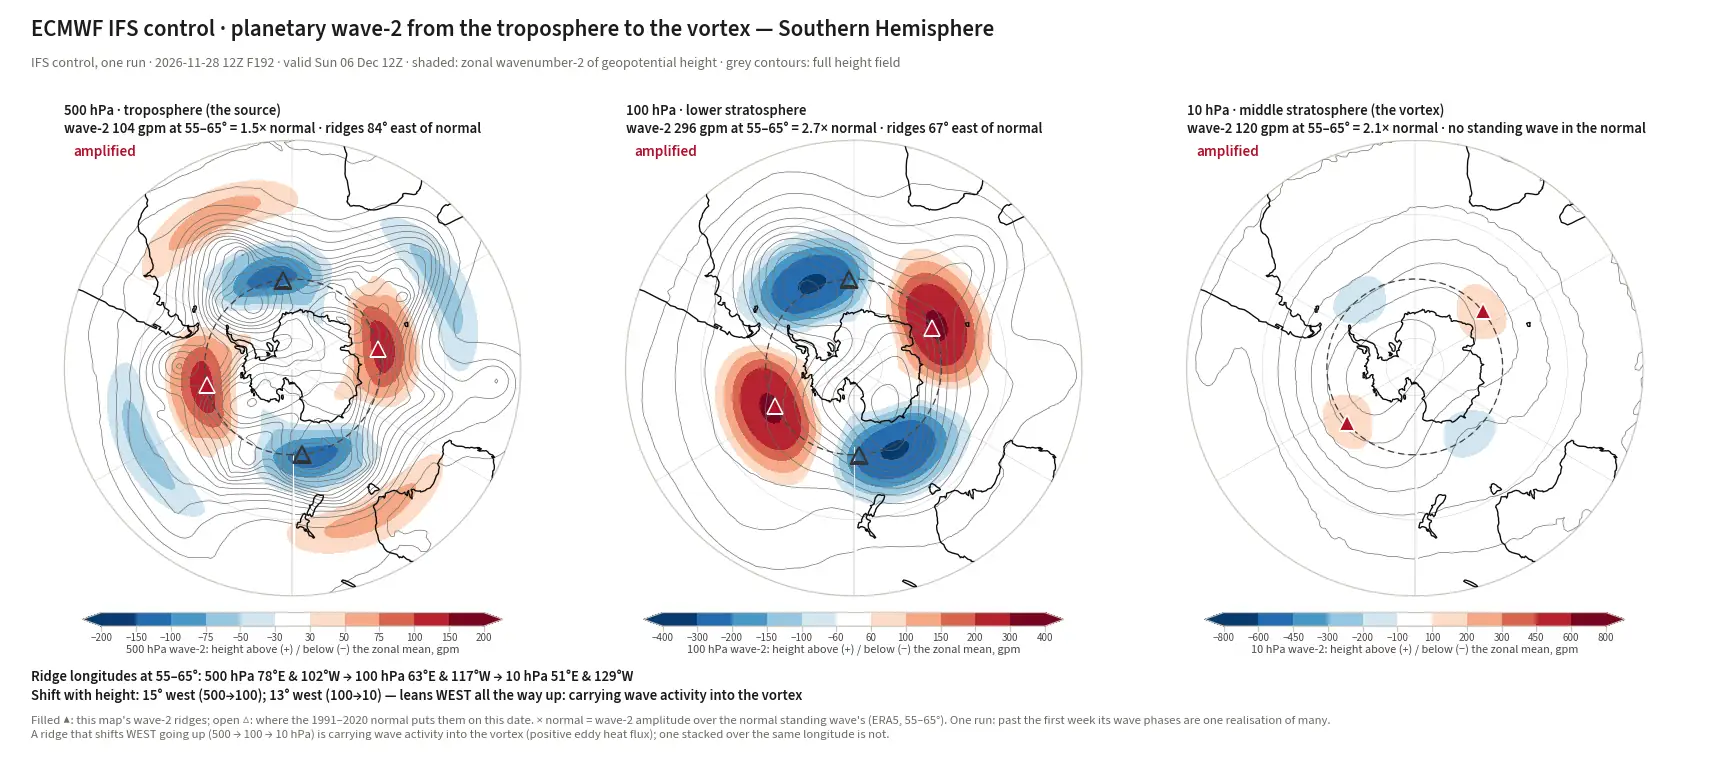 ECMWF IFS control · planetary wave-2 from the troposphere to the vortex — Southern Hemisphere
IFS control, one run · 2026-11-28 12Z F192 · valid Sun 06 Dec 12Z · shaded: zonal wavenumber-2 of geopotential height · grey contours: full height field
500 hPa · troposphere (the source)
wave-2 104 gpm at 55–65° = 1.5× normal · ridges 84° east of normal
amplified
100 hPa · lower stratosphere
wave-2 296 gpm at 55–65° = 2.7× normal · ridges 67° east of normal
amplified
10 hPa · middle stratosphere (the vortex)
wave-2 120 gpm at 55–65° = 2.1× normal · no standing wave in the normal
amplified
−200 −150 −100 −75 −50 −30 30 50 75 100 150 200
500 hPa wave-2: height above (+) / below (−) the zonal mean, gpm
−400 −300 −200 −150 −100 −60 60 100 150 200 300 400
100 hPa wave-2: height above (+) / below (−) the zonal mean, gpm
−800 −600 −450 −300 −200 −100 100 200 300 450 600 800
10 hPa wave-2: height above (+) / below (−) the zonal mean, gpm
Ridge longitudes at 55–65°: 500 hPa 78°E & 102°W → 100 hPa 63°E & 117°W → 10 hPa 51°E & 129°W
Shift with height: 15° west (500→100); 13° west (100→10) — leans WEST all the way up: carrying wave activity into the vortex
Filled ▲: this map's wave-2 ridges; open △: where the 1991–2020 normal puts them on this date. × normal = wave-2 amplitude over the normal standing wave's (ERA5, 55–65°). One run: past the first week its wave phases are one realisation of many.
A ridge that shifts WEST going up (500 → 100 → 10 hPa) is carrying wave activity into the vortex (positive eddy heat flux); one stacked over the same longitude is not.